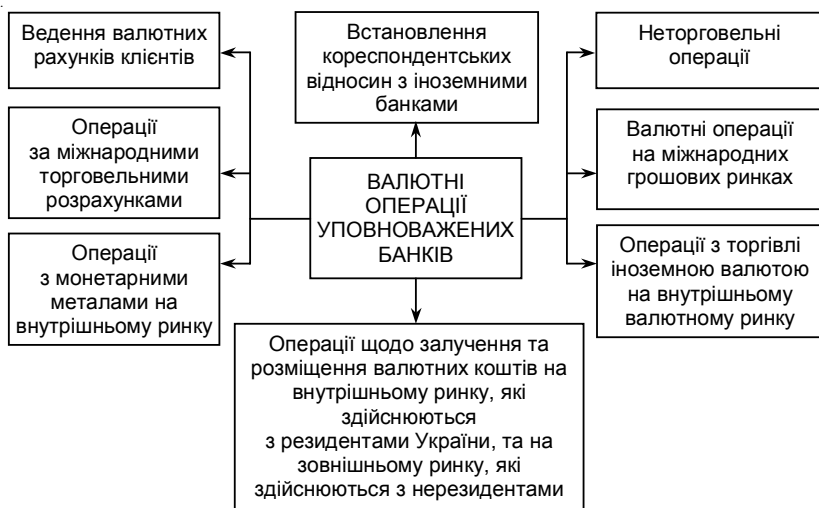 Ведення валютних
рахунків клієнтів
Встановлення
кореспондентських
відносин з іноземними
банками
Неторговельні
операції
Операції
за міжнародними
торговельними
розрахунками
ВАЛЮТНІ
ОПЕРАЦІЇ
УПОВНОВАЖЕНИХ
БАНКІВ
Валютні операції
на міжнародних
грошових ринках
Операції
з монетарними
металами на
внутрішньому ринку
Операції з торгівлі
іноземною валютою
на внутрішньому
валютному ринку
Операції щодо залучення та
розміщення валютних коштів на
внутрішньому ринку, які
здійснюються
з резидентами України, та на
зовнішньому ринку, які
здійснюються з нерезидентами